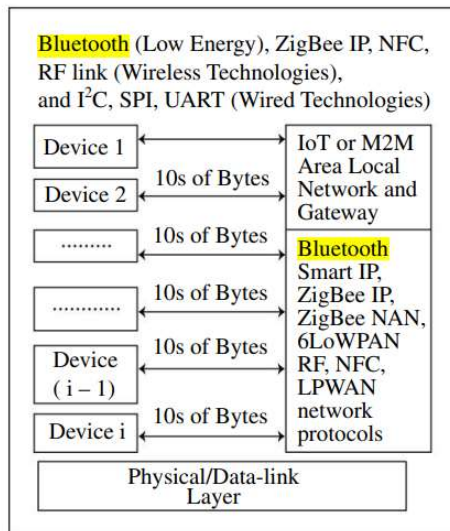 Bluetooth (Low Energy), ZigBee IP, NFC,
RF link (Wireless Technologies),
and I²C, SPI, UART (Wired Technologies)
Device 1
IoT or M2M
Area Local
Network and
Gateway
10s of Bytes
Device 2
.........
10s of Bytes
Bluetooth
Smart IP,
ZigBee IP,
ZigBee NAN,
6LoWPAN
RF, NFC,
LPWAN
network
protocols
............
10s of Bytes
Device
( i – 1)
10s of Bytes
Device i
10s of Bytes
Physical/Data-link
Layer